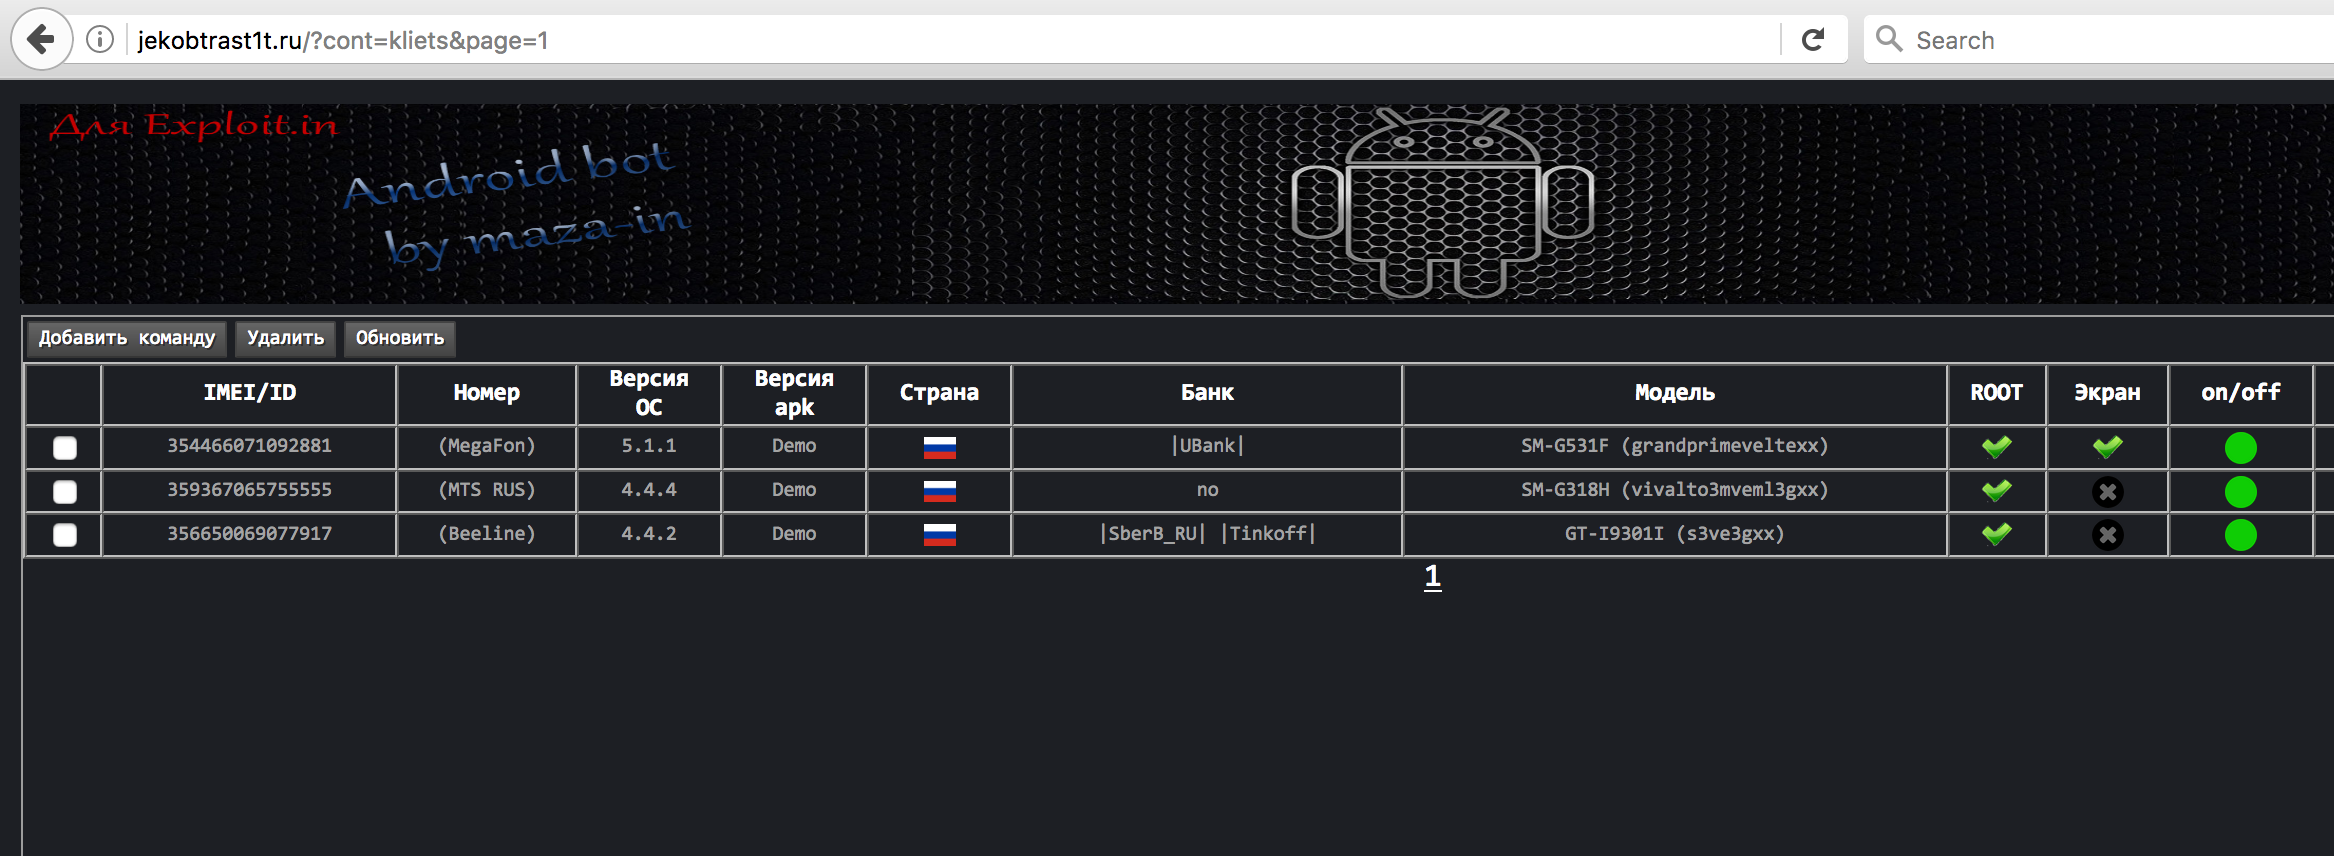 jekobtrast1t.ru/?cont=kliets&page=1
Search
Для Exploit.in
Android bot
by maza-in
Добавить команду Удалить Обновить
IMEI/ID Номер Версия ОС Версия apk Страна Банк Модель ROOT Экран on/off
354466071092881 (MegaFon) 5.1.1 Demo |UBank| SM-G531F (grandprimeveltexx)
359367065755555 (MTS RUS) 4.4.4 Demo no SM-G318H (vivalto3mveml3gxx)
356650069077917 (Beeline) 4.4.2 Demo |SberB_RU| |Tinkoff| GT-I9301I (s3ve3gxx)
1